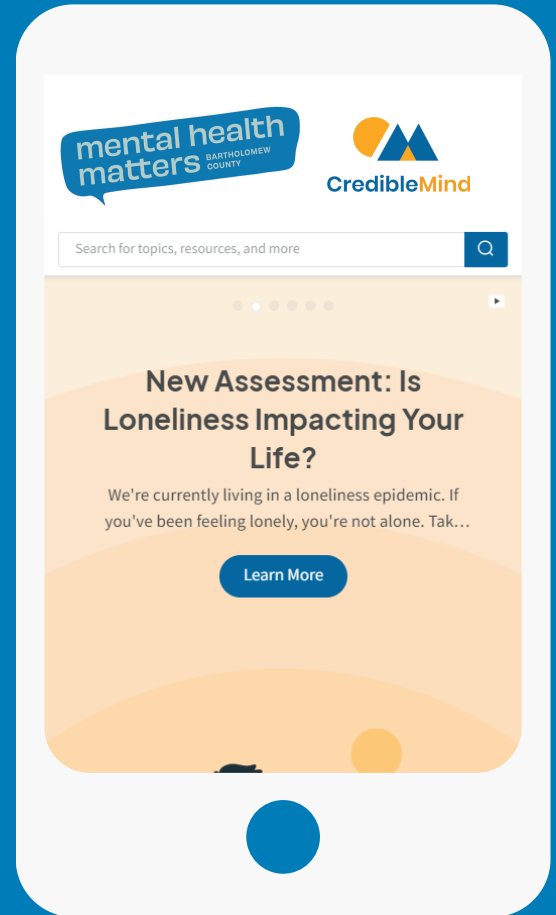 mental health
matters BARTHOLOMEW
COUNTY
CredibleMind
Search for topics, resources, and more
New Assessment: Is
Loneliness Impacting Your
Life?
We're currently living in a loneliness epidemic. If
you've been feeling lonely, you're not alone. Tak...
Learn More